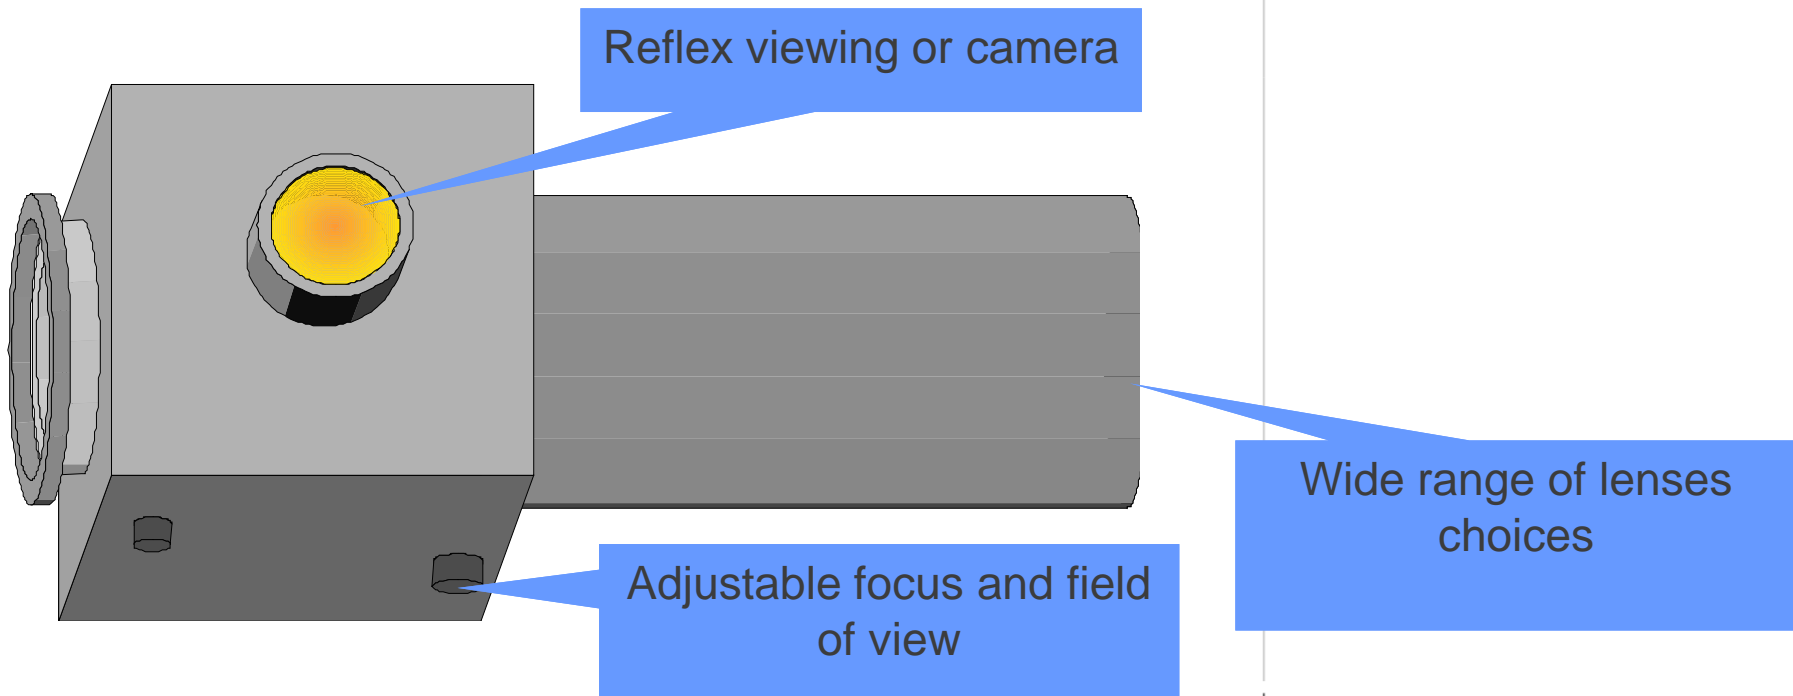 Reflex viewing or camera
Wide range of lenses
choices
Adjustable focus and field
of view